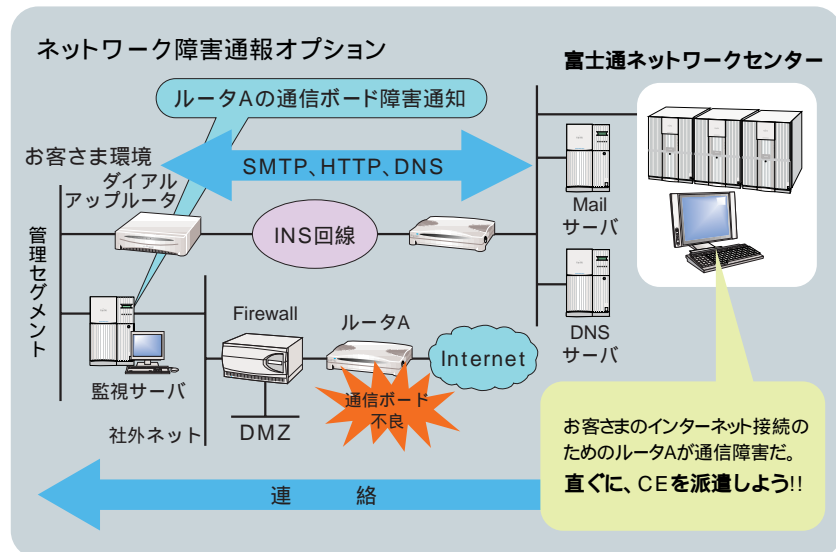 ネットワーク障害通報オプション
富士通ネットワークセンター
ルータAの通信ボード障害通知
お客さま環境
SMTP、HTTP、DNS
ダイアル
アップルータ
INS回線
Mail
サーバ
管理セグメント
Firewall
ルータA
Internet
DNS
サーバ
監視サーバ
通信ボード
不良
社外ネット
DMZ
お客さまのインターネット接続の
ためのルータAが通信障害だ。
直ぐに、CEを派遣しよう!!
連絡